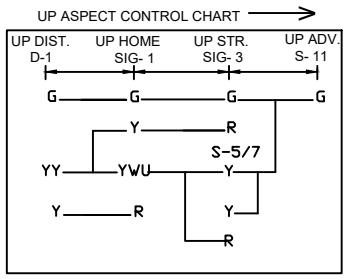 UP ASPECT CONTROL CHART
UP DIST. UP HOME UP STR. UP ADV.
D-1 SIG- 1 SIG- 3 S- 11
G G G G
Y R
S-5/7
YY YWU Y
Y R Y
R